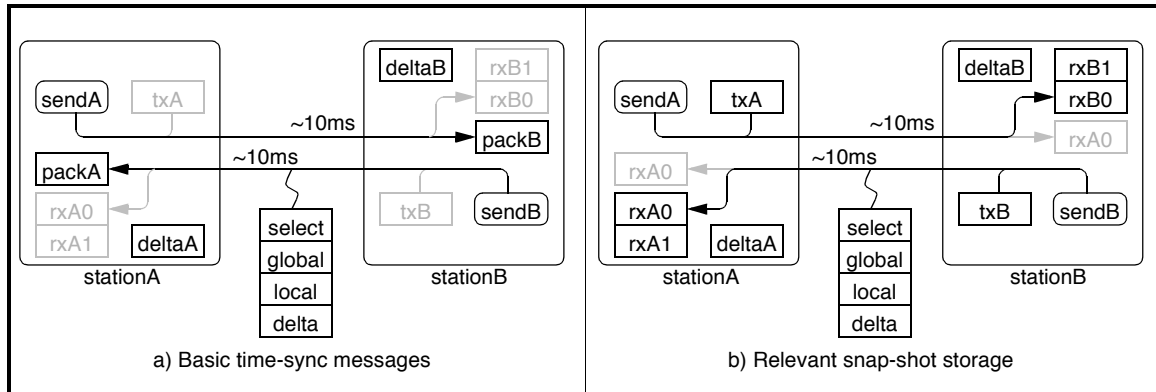 deltaB
rxB1
sendA
txA
rxB0
~10ms
packB
~10ms
packA
rxA0
txB
sendB
rxA1
deltaA
select
global
local
delta
stationA
stationB
a) Basic time-sync messages
deltaB
rxB1
sendA
txA
rxB0
~10ms
rxA0
~10ms
rxA0
rxA0
txB
sendB
rxA1
deltaA
select
global
local
delta
stationA
stationB
b) Relevant snap-shot storage